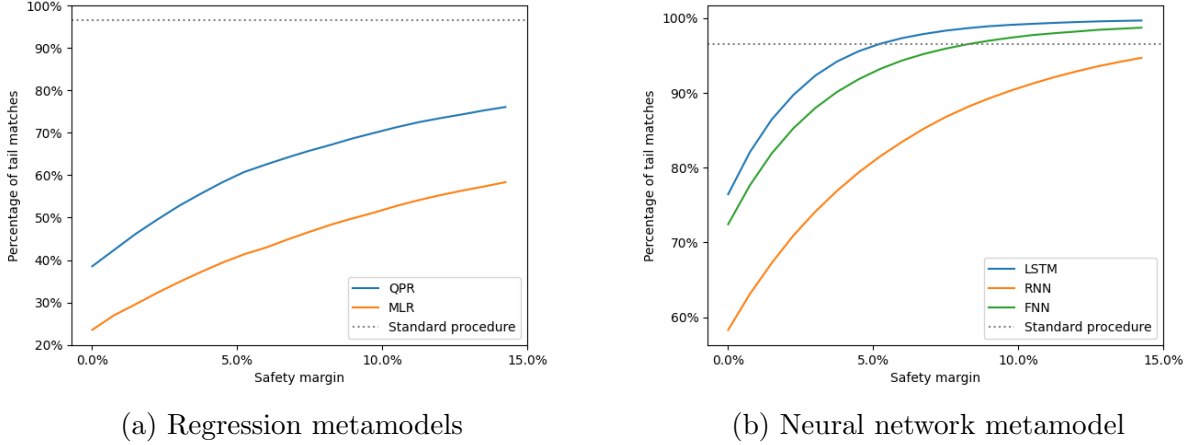 100%
90%
80%
70%
60%
50%
40%
30%
20%
Percentage of tail matches
QPR
MLR
Standard procedure
0.0%
5.0%
10.0%
15.0%
Safety margin
(a) Regression metamodels
100%
90%
80%
70%
60%
Percentage of tail matches
LSTM
RNN
FNN
Standard procedure
0.0%
5.0%
10.0%
15.0%
Safety margin
(b) Neural network metamodel